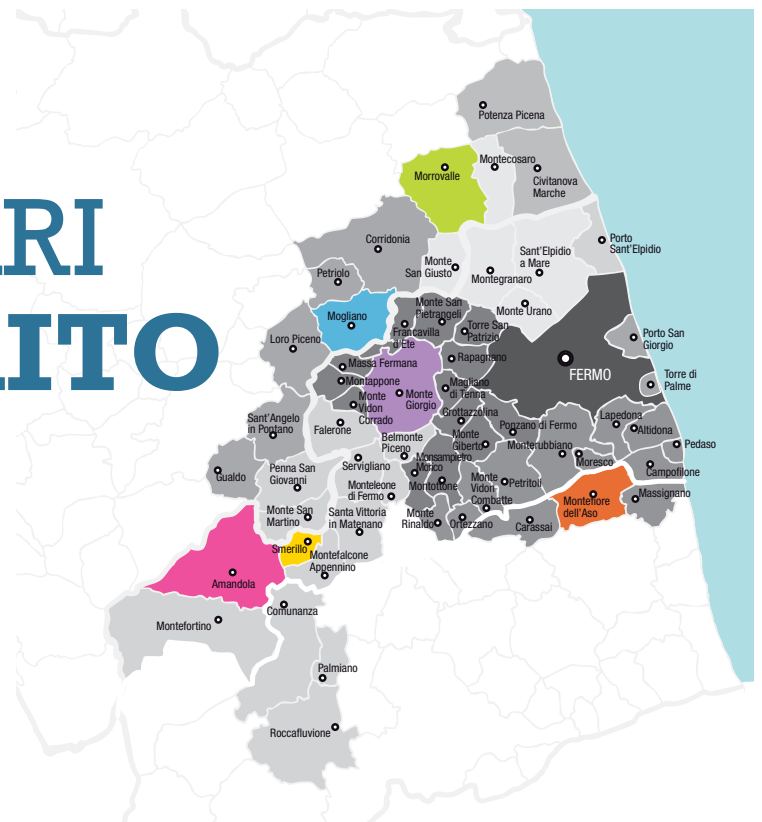 ARI
ITO
Potenza Picena
Montecosaro
Morrovalle
Civitanova
Marche
Corridonia
Porto
Sant'Elpidio
Sant'Elpidio
a Mare
Monte
San Giusto
Montegranaro
Petriolo
Monte San
Pietrangeli
Monte Urano
Mogliano
Francavilla
d'Ete
Torre San
Patrizio
Porto San
Giorgio
Loro Piceno
Massa Fermana
Rapagnano
FERMO
Torre di
Palme
Montappone
Magliano
di Tenna
Monte
Giorgio
Monte
Vidon
Corrado
Grottazzolina
Lapedona
Sant'Angelo
in Pontano
Falerone
Ponzano di Fermo
Altidona
Belmonte
Piceno
Monte
Giberto
Monterubbiano
Pedaso
Moresco
Servigliano
Monsampietro
Morico
Gualdo
Penna San
Giovanni
Campofilone
Monteleone
di Fermo
Montottone
Monte
Vidon
Combatte
Petritoli
Massignano
Montefiore
dell'Aso
Monte San
Martino
Santa Vittoria
in Matenano
Monte
Rinaldo
Ortezzano
Carassai
Smerillo
Montefalcone
Appennino
Amandola
Comunanza
Montefortino
Palmiano
Roccafluvione